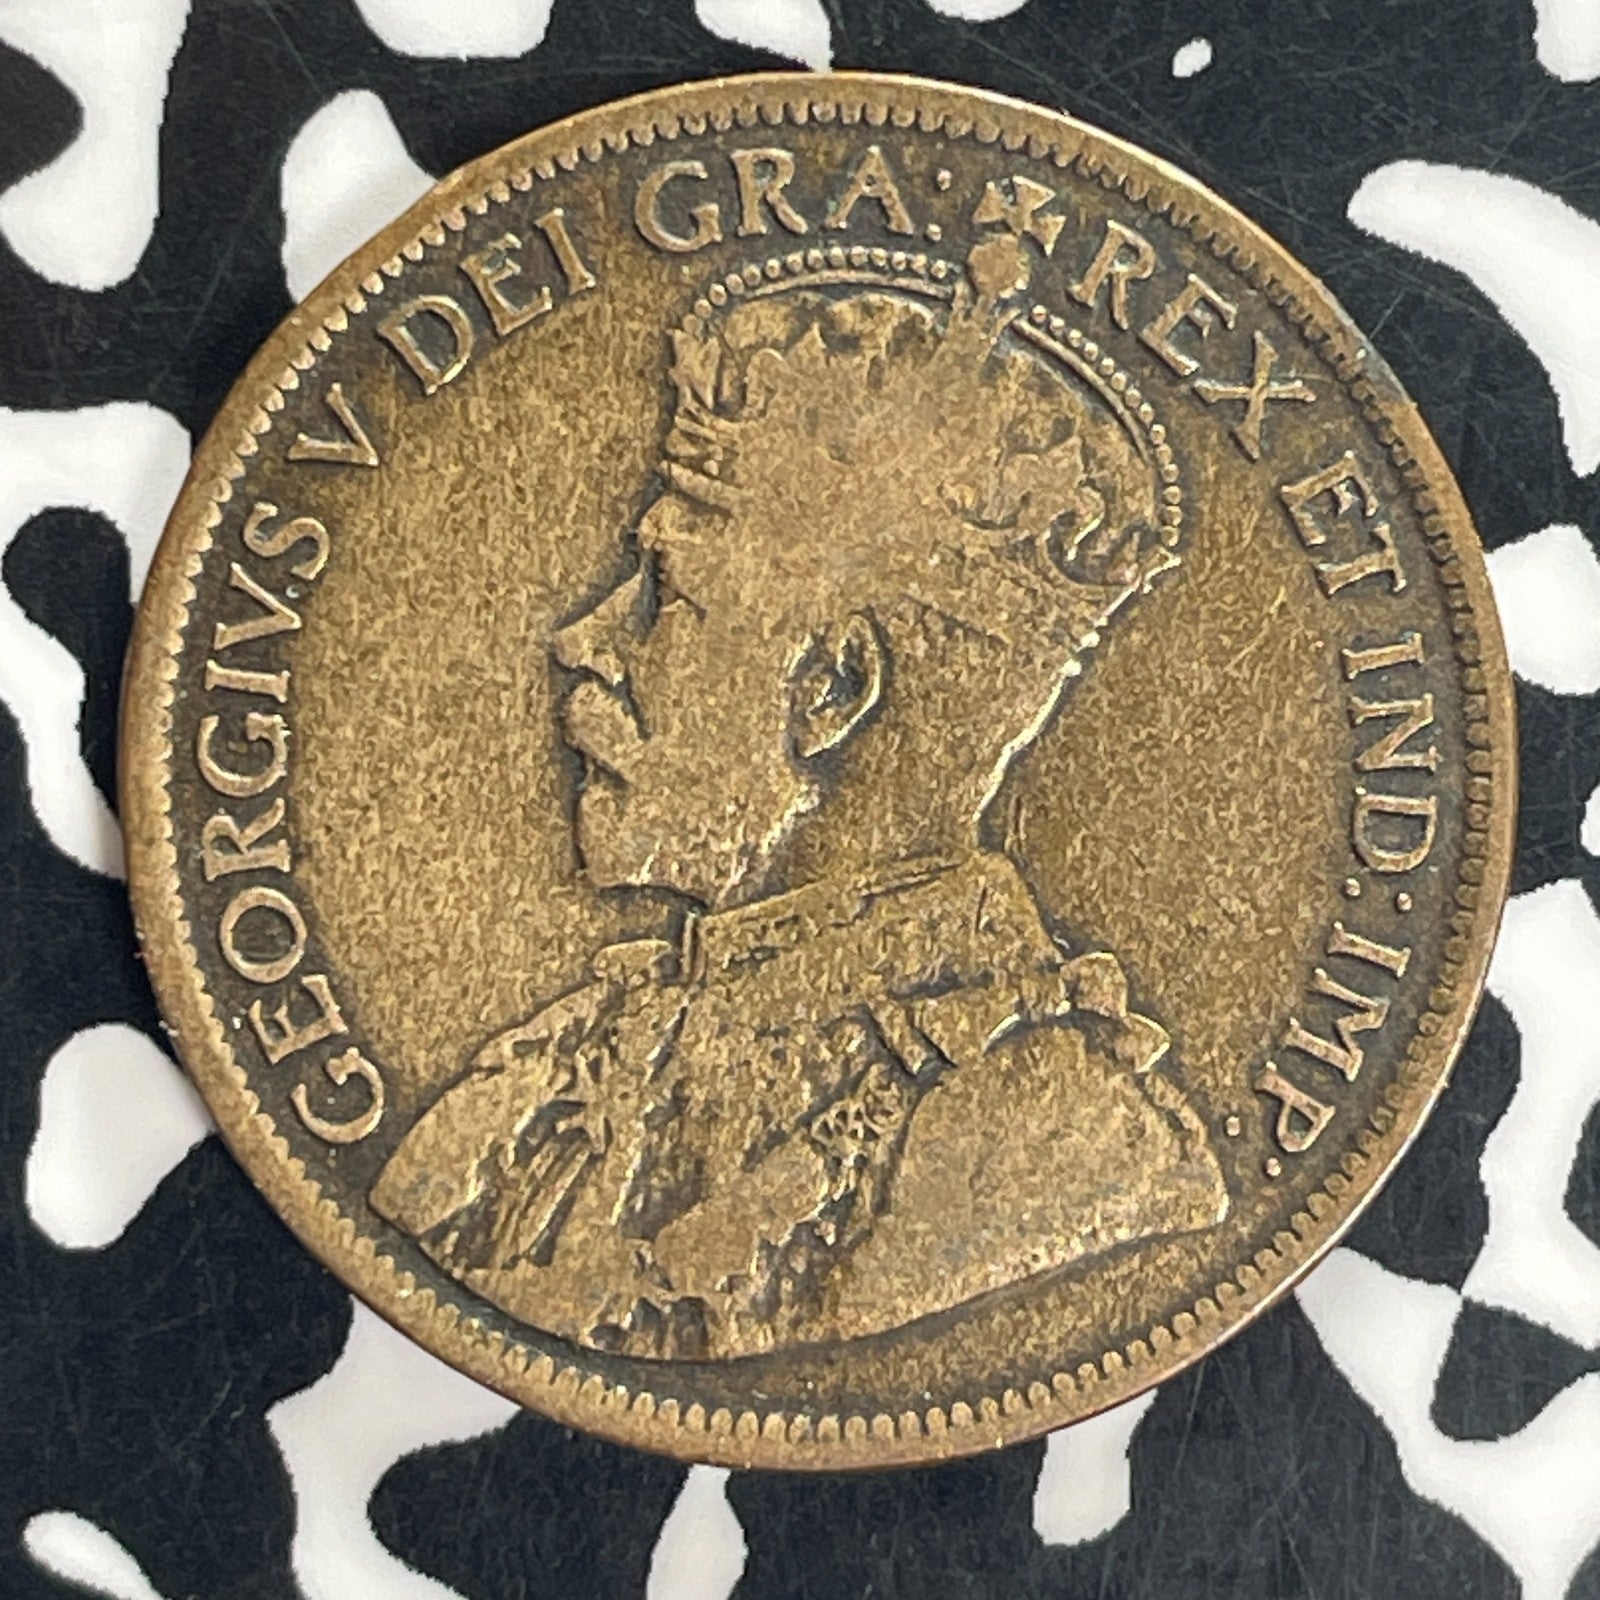 GEORGIVS V DEI GRA: REX ET IND: IMP: